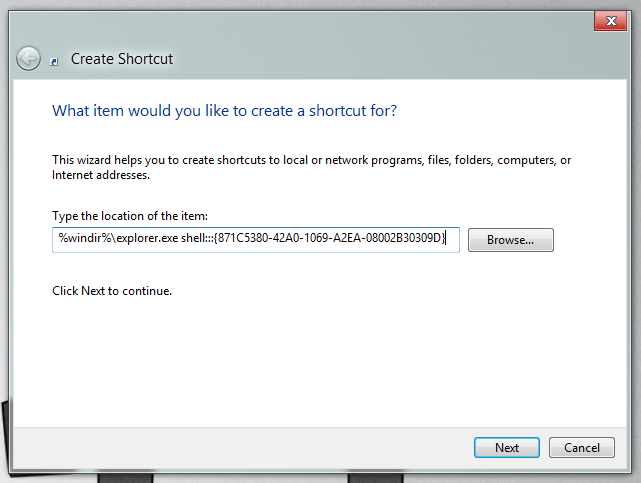 Create Shortcut
What item would you like to create a shortcut for?
This wizard helps you to create shortcuts to local or network programs, files, folders, computers, or
Internet addresses.
Type the location of the item:
%windir%\explorer.exe shell:::{871C5380-42A0-1069-A2EA-08002B30309D}
Browse...
Click Next to continue.
Next
Cancel